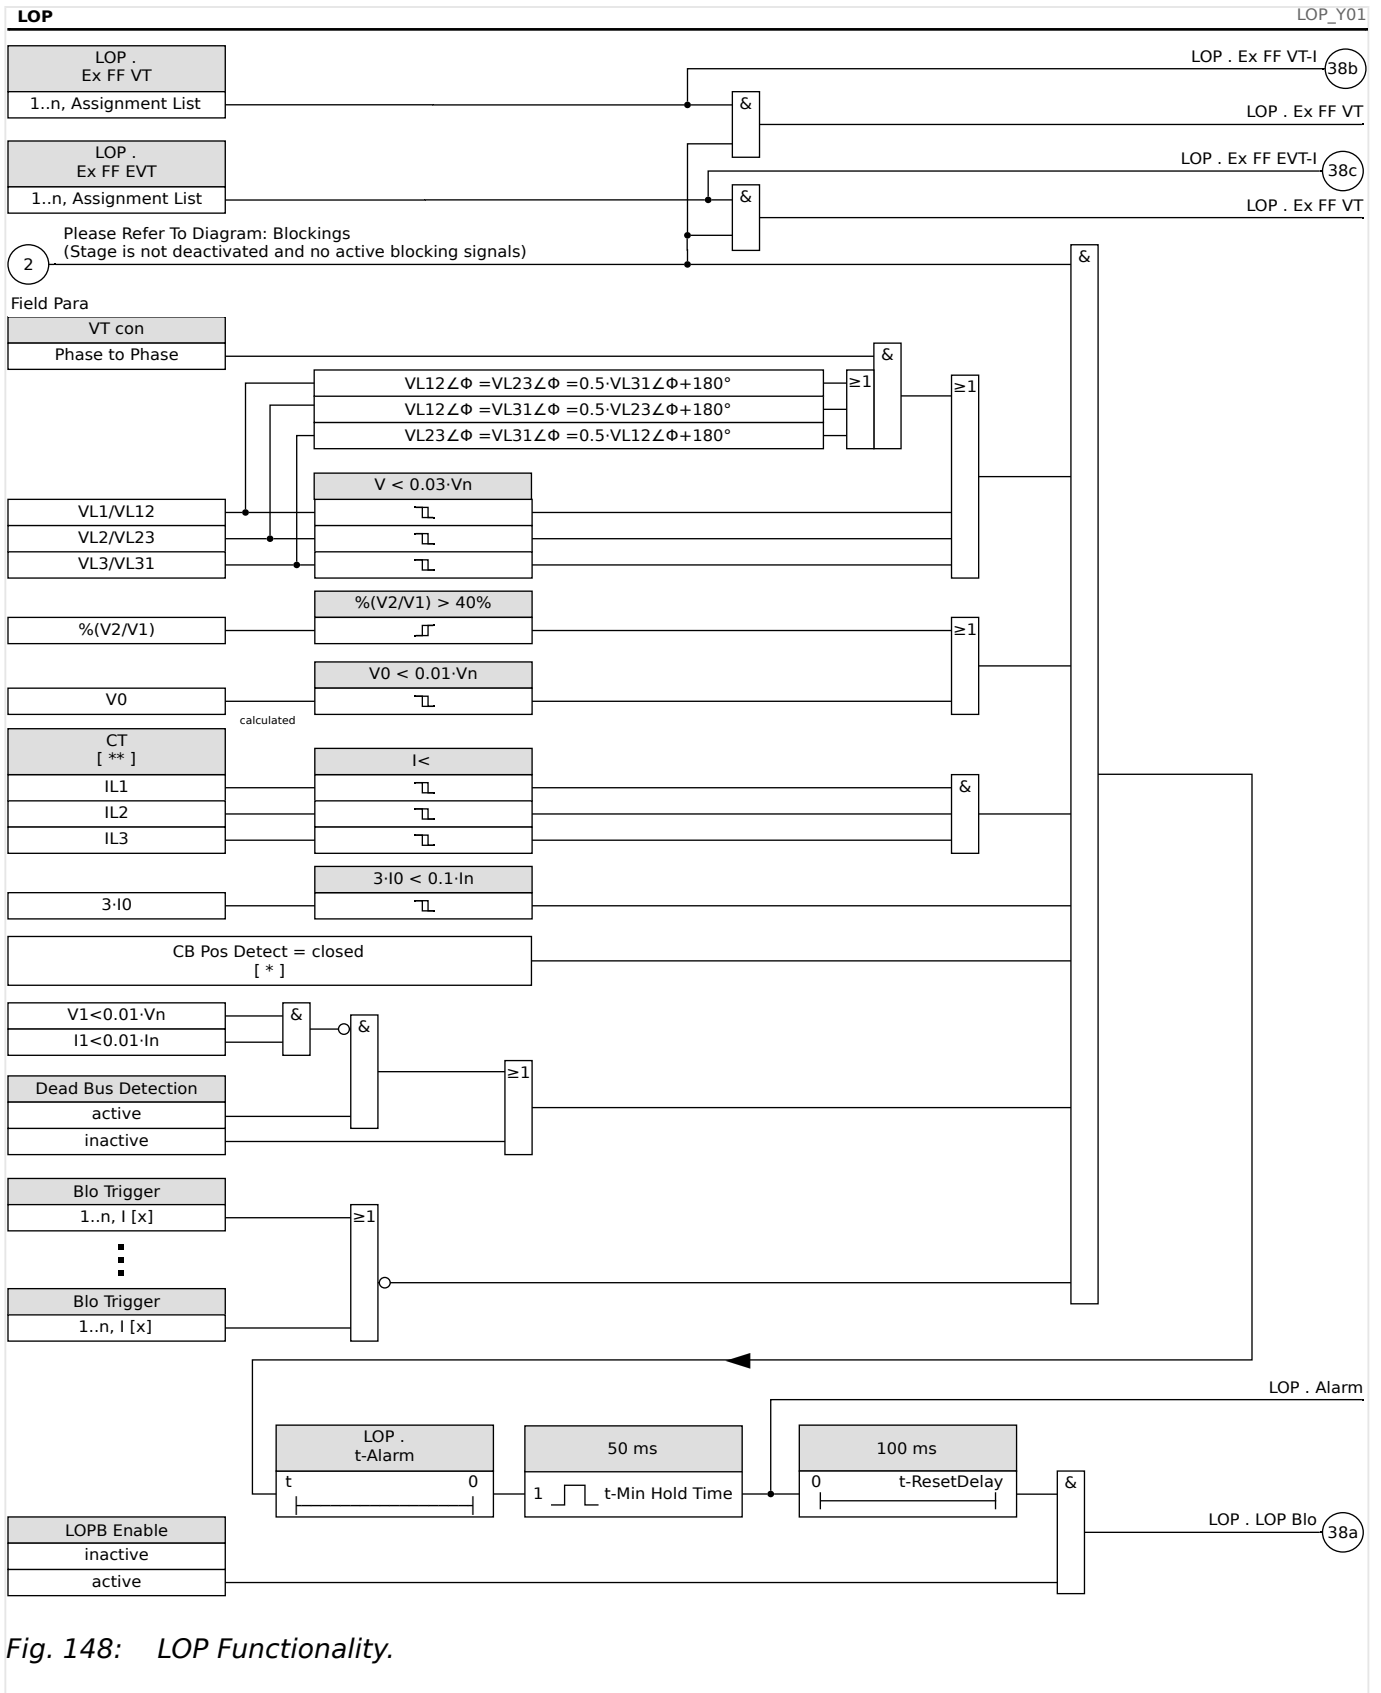 LOP
LOP_Y01
LOP .
Ex FF VT
1..n, Assignment List
LOP . Ex FF VT-I
38b
&
LOP . Ex FF VT
LOP .
Ex FF EVT
1..n, Assignment List
LOP . Ex FF EVT-I
38c
&
LOP . Ex FF VT
Please Refer To Diagram: Blockings
(Stage is not deactivated and no active blocking signals)
2
&
Field Para
VT con
Phase to Phase
&
VL12∠Φ =VL23∠Φ =0.5·VL31∠Φ+180°
≥1
≥1
VL12∠Φ =VL31∠Φ =0.5·VL23∠Φ+180°
VL23∠Φ =VL31∠Φ =0.5·VL12∠Φ+180°
V < 0.03·Vn
VL1/VL12
VL2/VL23
VL3/VL31
%(V2/V1) > 40%
%(V2/V1)
≥1
V0 < 0.01·Vn
V0
calculated
CT
[ ** ]
I<
IL1
&
IL2
IL3
3·I0 < 0.1·In
3·I0
CB Pos Detect = closed
[ * ]
V1<0.01·Vn
&
&
I1<0.01·In
≥1
Dead Bus Detection
active
inactive
Blo Trigger
1..n, I [x]
≥1
Blo Trigger
1..n, I [x]
LOP . Alarm
LOP .
t-Alarm
50 ms
100 ms
t 0
1 t-Min Hold Time
0 t-ResetDelay
&
LOPB Enable
LOP . LOP Blo
38a
inactive
active
Fig. 148: LOP Functionality.